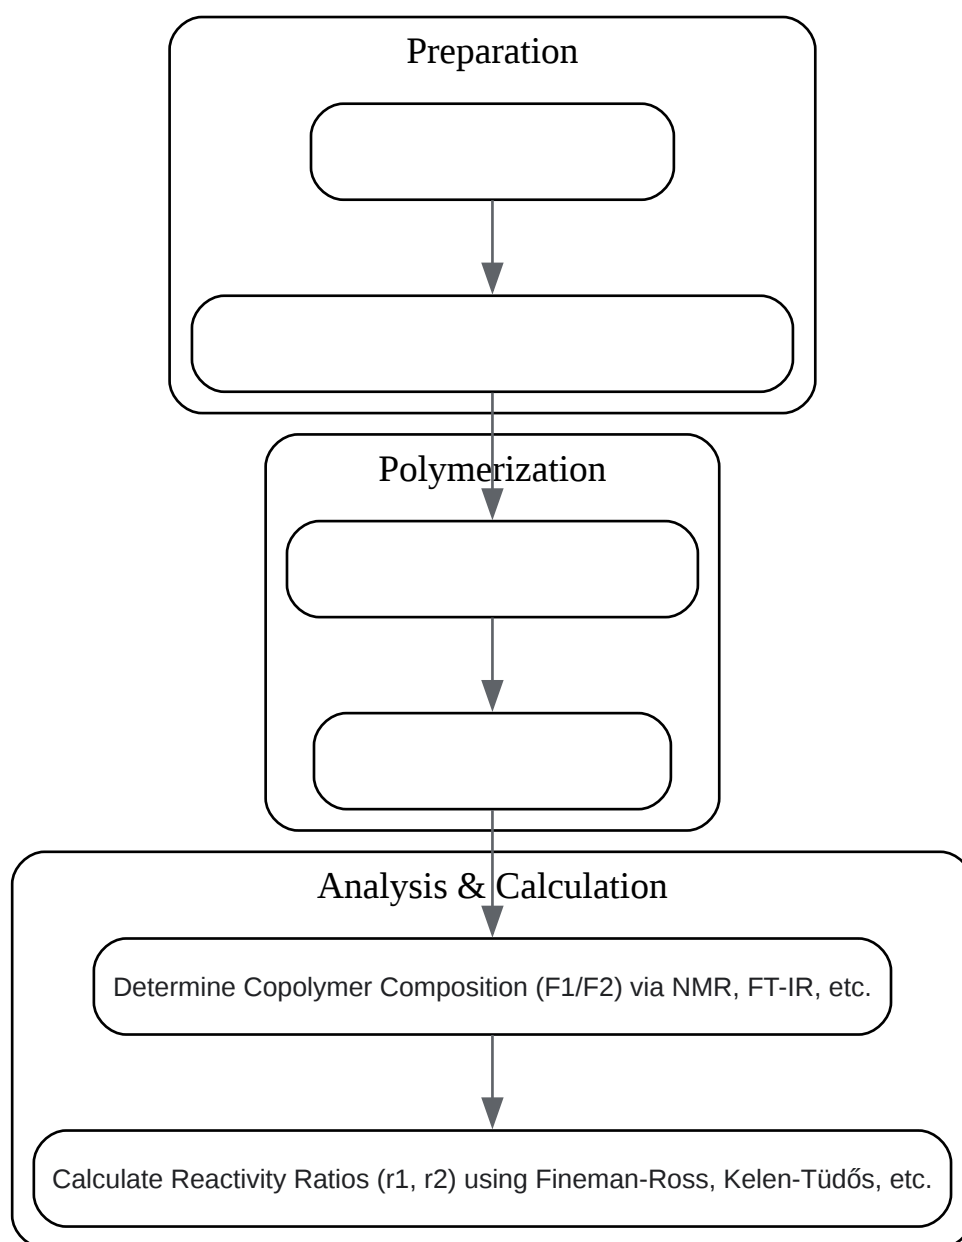 Preparation
Polymerization
Analysis & Calculation
Determine Copolymer Composition (F1/F2) via NMR, FT-IR, etc.
Calculate Reactivity Ratios (r1, r2) using Fineman-Ross, Kelen-Tüdős, etc.